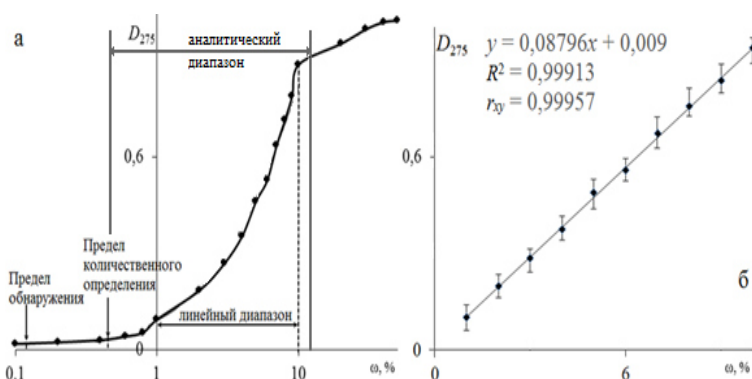 а
D275
аналитический
диапазон
0,6
Предел
количественного
определения
Предел
обнаружения
линейный диапазон
0
0,1
1
10
ω, %
D275
y = 0,08796x + 0,009
R² = 0,99913
rxy = 0,99957
0,6
б
0
6
ω, %